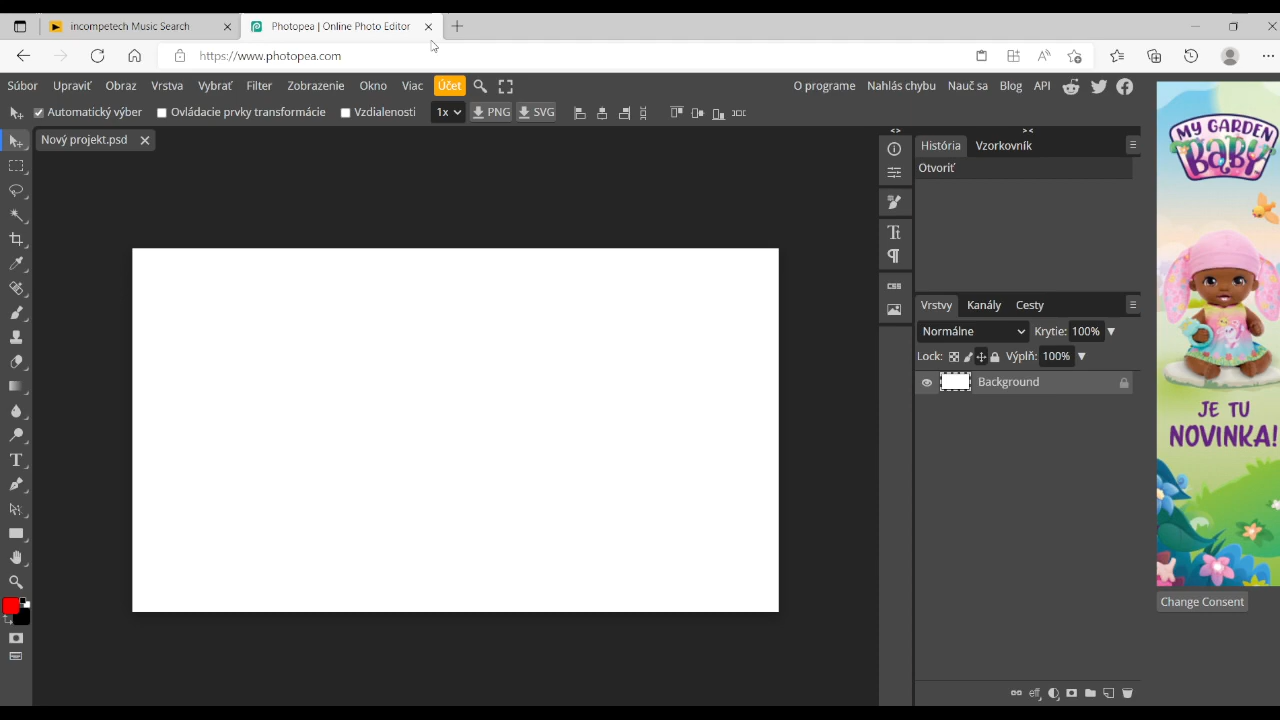 incompetech Music Search
Photopea | Online Photo Editor
https://www.photopea.com
Súbor Upraviť Obraz Vrstva Vybrať Filter Zobrazenie Okno Viac Účet O programe Nahlás chybu Nauč sa Blog API
Automatický výber Ovládacie prvky transformácie Vzdialenosti 1x PNG SVG
Nový projekt.psd
História Vzorkovník
Otvoriť
Vrstvy Kanály Cesty
Normálne Krytie: 100%
Lock: Výplň: 100%
Background
CSS
eff
MY GARDEN
BABY
JE TU
NOVINKA!
Change Consent